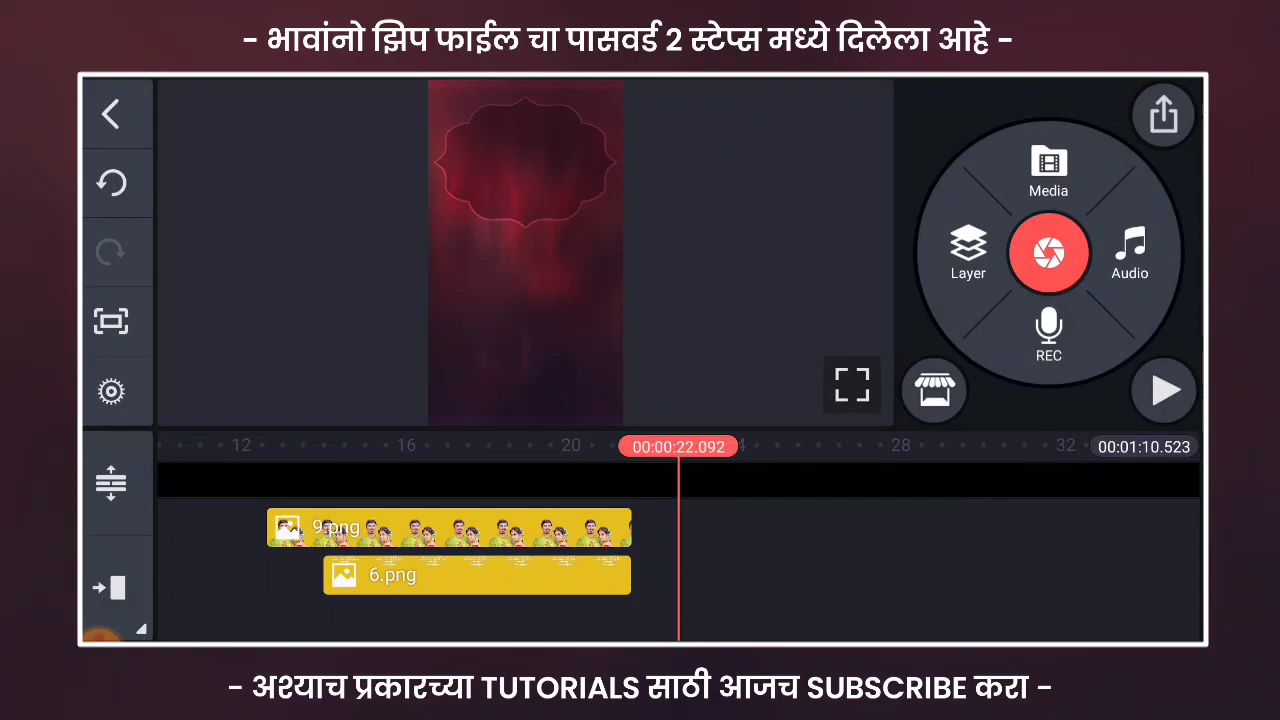 - भावांनो झिप फाईल चा पासवर्ड 2 स्टेप्स मध्ये दिलेला आहे -
Media
Layer
Audio
REC
12
16
20
00:00:22.092
4
28
32
00:01:10.523
9.png
6.png
- अश्याच प्रकारच्या TUTORIALS साठी आजच SUBSCRIBE करा -